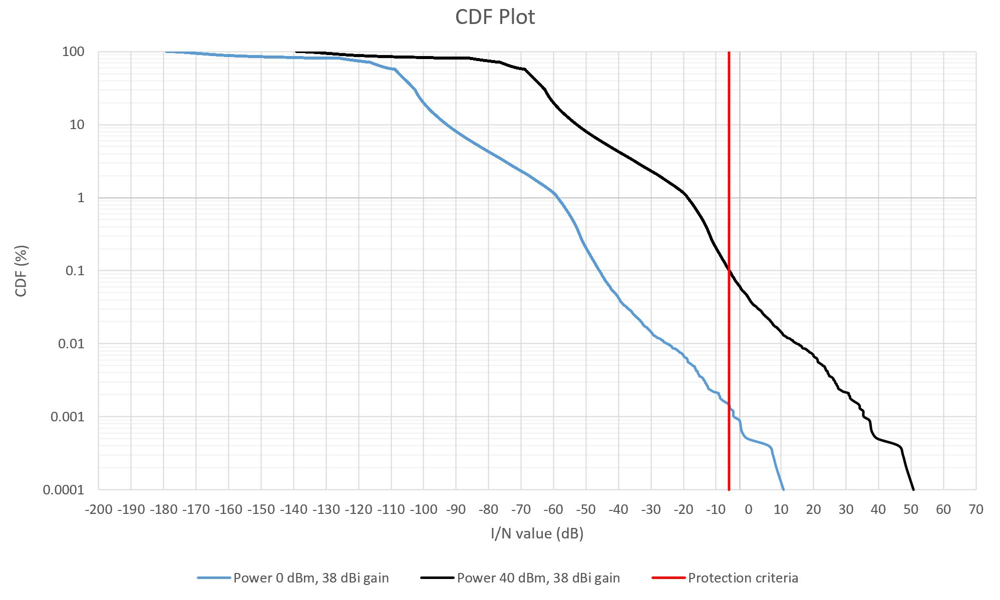 CDF Plot
100
10
1
0.1
0.01
0.001
0.0001
CDF (%)
-200 -190 -180 -170 -160 -150 -140 -130 -120 -110 -100 -90 -80 -70 -60 -50 -40 -30 -20 -10 0 10 20 30 40 50 60 70
I/N value (dB)
Power 0 dBm, 38 dBi gain Power 40 dBm, 38 dBi gain Protection criteria